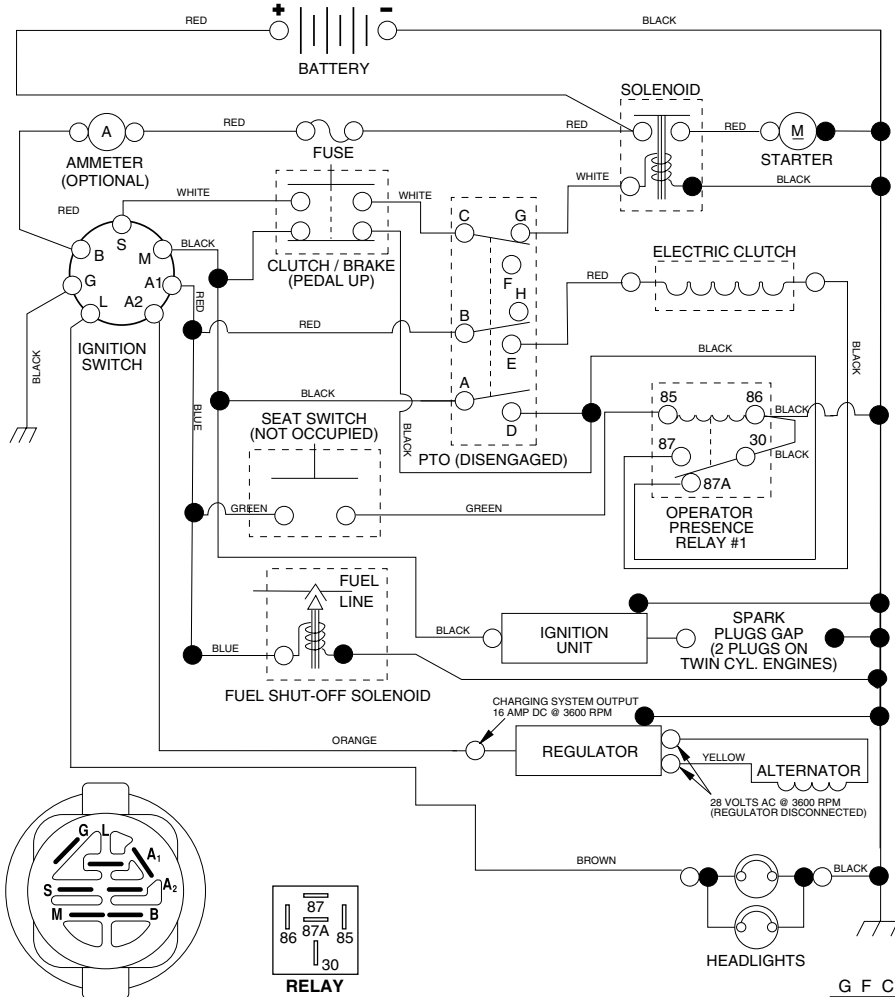 RED
+
-
BLACK
BATTERY
SOLENOID
A
RED
RED
RED
M
AMMETER
(OPTIONAL)
FUSE
STARTER
WHITE
WHITE
WHITE
BLACK
RED
S
B
M
BLACK
C
G
G
A1
L
A2
CLUTCH / BRAKE
(PEDAL UP)
F
ELECTRIC CLUTCH
RED
H
RED
RED
B
E
IGNITION
SWITCH
BLACK
BLACK
BLACK
BLACK
A
D
BLUE
SEAT SWITCH
(NOT OCCUPIED)
BLACK
PTO (DISENGAGED)
85
86
BLACK
87
30
BLACK
87A
GREEN
GREEN
OPERATOR
PRESENCE
RELAY #1
FUEL
LINE
BLACK
IGNITION
UNIT
SPARK
PLUGS GAP
(2 PLUGS ON
TWIN CYL. ENGINES)
BLUE
FUEL SHUT-OFF SOLENOID
CHARGING SYSTEM OUTPUT
16 AMP DC @ 3600 RPM
ORANGE
REGULATOR
YELLOW
ALTERNATOR
28 VOLTS AC @ 3600 RPM
(REGULATOR DISCONNECTED)
G L
A1
S
A2
M
B
BROWN
BLACK
87
86
87A
85
30
RELAY
HEADLIGHTS
G F C